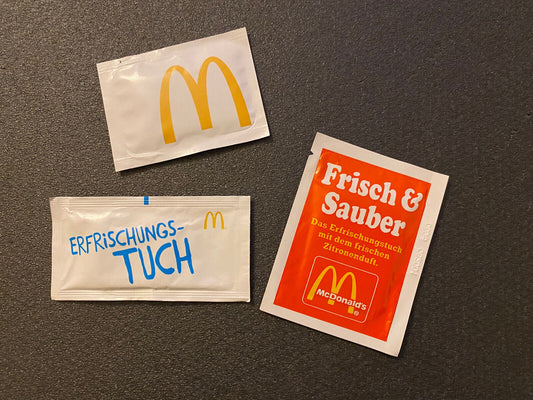 ERFRISCHUNGS-
TUCH
Frisch &
Sauber
Das Erfrischungstuch
mit dem frischen
Zitronenduft.
McDonald's
®